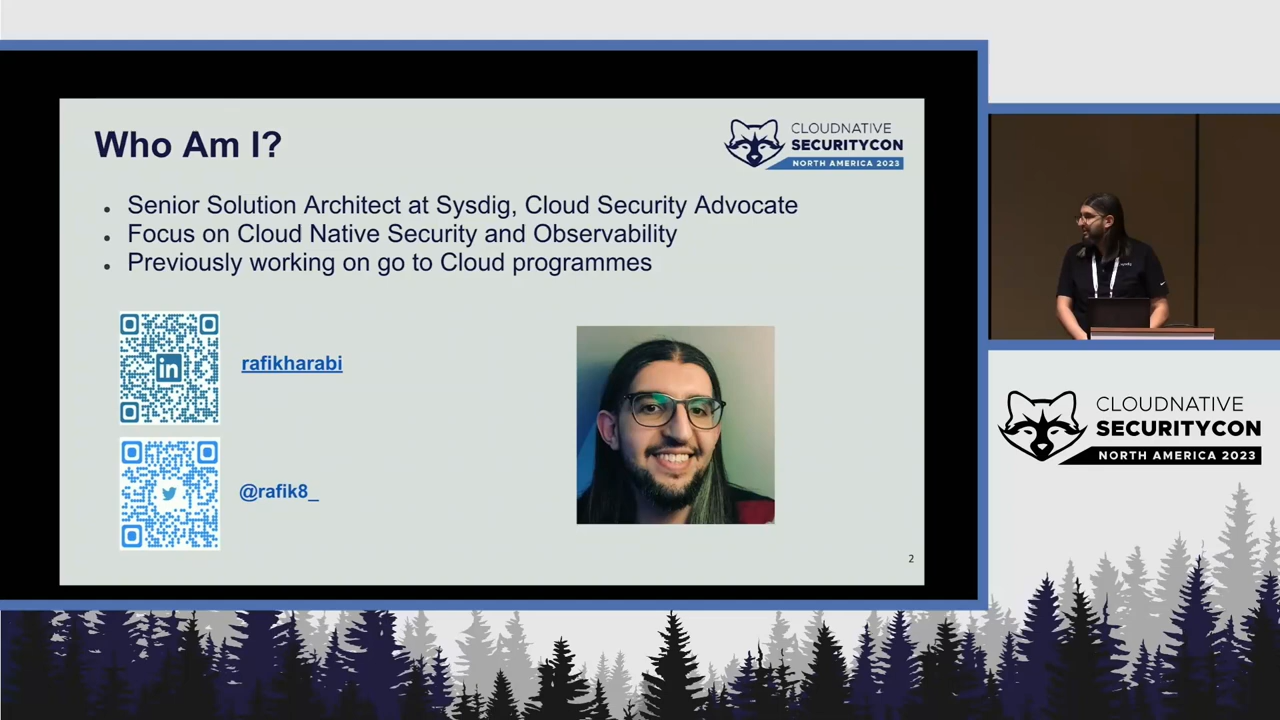 Who Am I?
CLOUDNATIVE
SECURITYCON
NORTH AMERICA 2023
Senior Solution Architect at Sysdig, Cloud Security Advocate
Focus on Cloud Native Security and Observability
Previously working on go to Cloud programmes
in
rafikharabi
@rafik8_
2
CLOUDNATIVE
SECURITYCON
NORTH AMERICA 2023